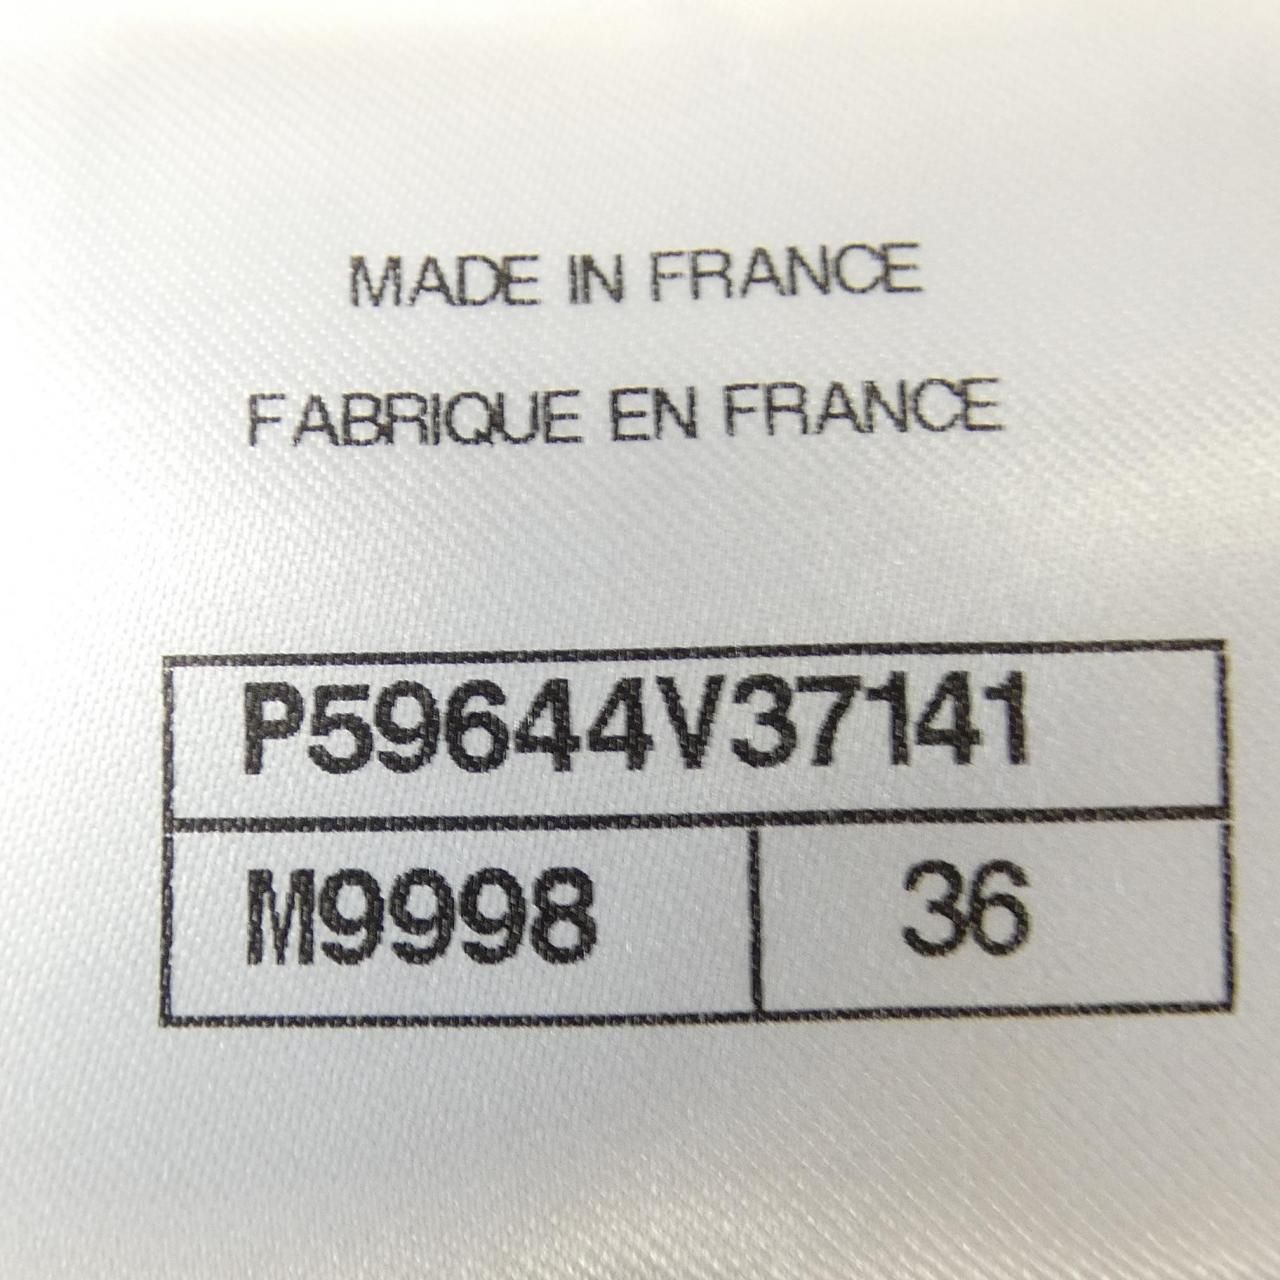 MADE IN FRANCE
FABRIQUE EN FRANCE
P59644V37141
M9998 36